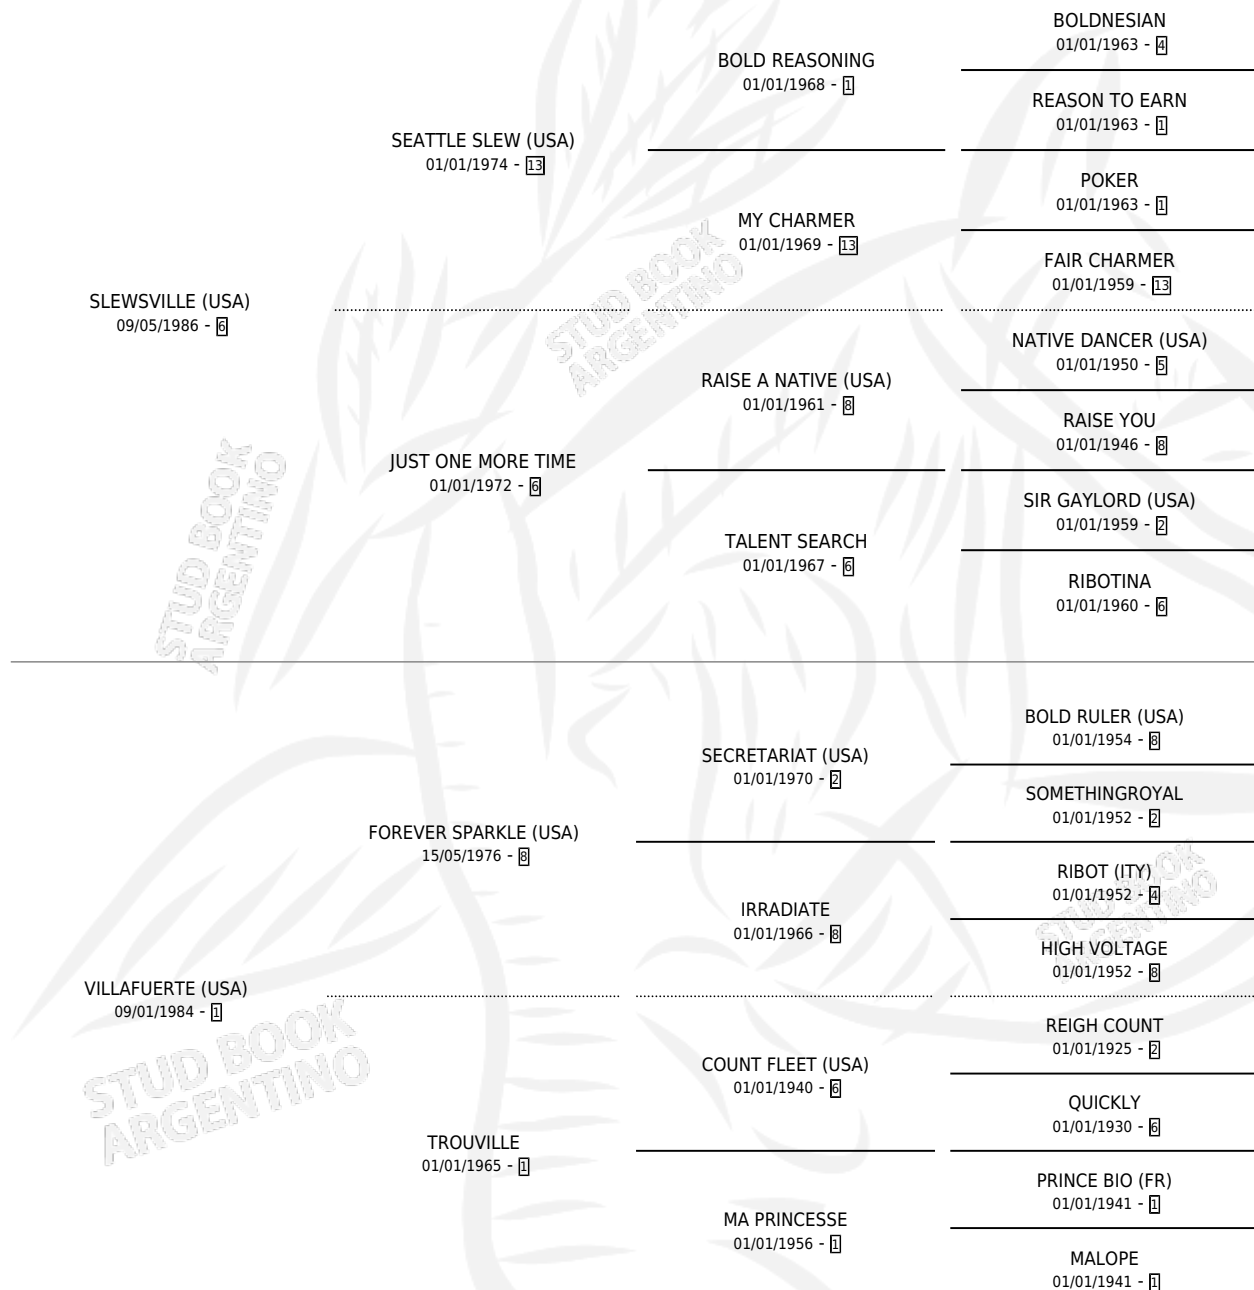 BOLDNESIAN
01/01/1963 - 4
BOLD REASONING
01/01/1968 - 1
REASON TO EARN
01/01/1963 - 1
SEATTLE SLEW (USA)
01/01/1974 - 13
POKER
01/01/1963 - 1
MY CHARMER
01/01/1969 - 13
FAIR CHARMER
01/01/1959 - 13
SLEWSVILLE (USA)
09/05/1986 - 6
NATIVE DANCER (USA)
01/01/1950 - 5
RAISE A NATIVE (USA)
01/01/1961 - 8
RAISE YOU
01/01/1946 - 8
JUST ONE MORE TIME
01/01/1972 - 6
SIR GAYLORD (USA)
01/01/1959 - 2
TALENT SEARCH
01/01/1967 - 6
RIBOTINA
01/01/1960 - 6
BOLD RULER (USA)
01/01/1954 - 8
SECRETARIAT (USA)
01/01/1970 - 2
SOMETHINGROYAL
01/01/1952 - 2
FOREVER SPARKLE (USA)
15/05/1976 - 8
RIBOT (ITY)
01/01/1952 - 4
IRRADIATE
01/01/1966 - 8
HIGH VOLTAGE
01/01/1952 - 8
VILLAFUERTE (USA)
09/01/1984 - 1
REIGH COUNT
01/01/1925 - 2
COUNT FLEET (USA)
01/01/1940 - 6
QUICKLY
01/01/1930 - 6
TROUVILLE
01/01/1965 - 1
PRINCE BIO (FR)
01/01/1941 - 1
MA PRINCESSE
01/01/1956 - 1
MALOPE
01/01/1941 - 1
STUD BOOK
ARGENTINO
STUD BOOK
ARGENTINO
STUD BOOK
ARGENTINO
STUD BOOK
ARGENTINO